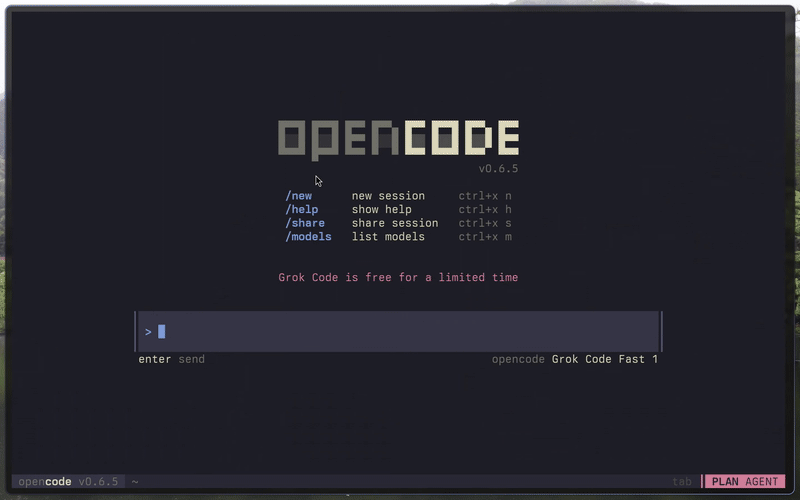 opencode
v0.6.5
/new new session ctrl+x n
/help show help ctrl+x h
/share share session ctrl+x s
/models list models ctrl+x m
Grok Code is free for a limited time
>
enter send opencode Grok Code Fast 1
opencode v0.6.5 ~ tab PLAN AGENT